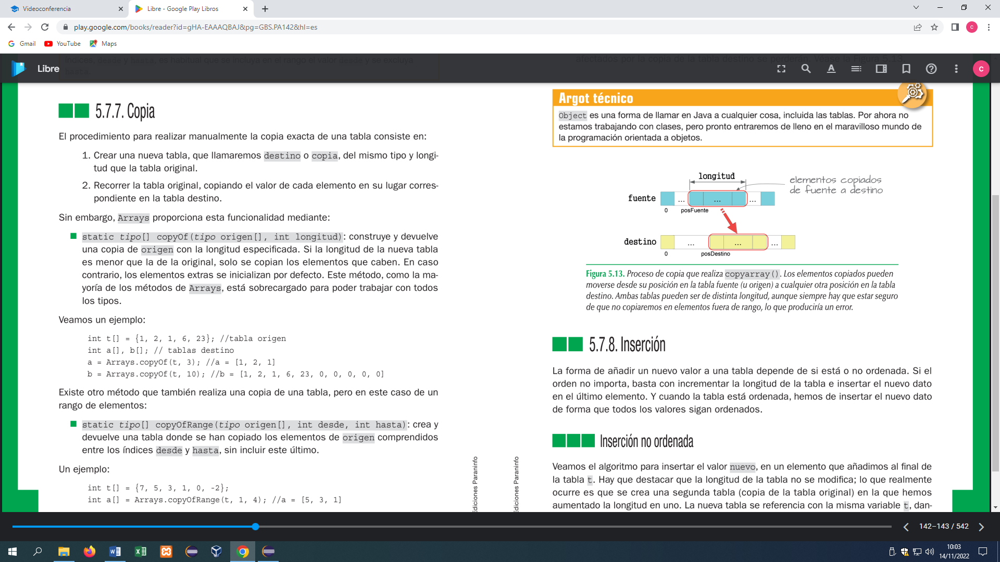 Videoconferencia
Libre - Google Play Libros
play.google.com/books/reader?id=gHA-EAAAQBAJ&pg=GBS.PA142&hl=es
C
Gmail
YouTube
Maps
índices, desde y hasta, es habitual que se incluya en el rango el valor desde y se excluya
hasta.
afectados por la copia de la tabla destino se perderán. Véase la Figura 5.13.
Libre
C
5.7.7. Copia
El procedimiento para realizar manualmente la copia exacta de una tabla consiste en:
1. Crear una nueva tabla, que llamaremos destino o copia, del mismo tipo y longi-
tud que la tabla original.
2. Recorrer la tabla original, copiando el valor de cada elemento en su lugar corres-
pondiente en la tabla destino.
Sin embargo, Arrays proporciona esta funcionalidad mediante:
static tipo[] copyOf(tipo origen[], int longitud): construye y devuelve
una copia de origen con la longitud especificada. Si la longitud de la nueva tabla
es menor que la de la original, solo se copian los elementos que caben. En caso
contrario, los elementos extras se inicializan por defecto. Este método, como la ma-
yoría de los métodos de Arrays, está sobrecargado para poder trabajar con todos
los tipos.
Veamos un ejemplo:
int t[] = {1, 2, 1, 6, 23}; //tabla origen
int a[], b[]; // tablas destino
a = Arrays.copyOf(t, 3); //a = [1, 2, 1]
b = Arrays.copyOf(t, 10); //b = [1, 2, 1, 6, 23, 0, 0, 0, 0, 0]
Existe otro método que también realiza una copia de una tabla, pero en este caso de un
rango de elementos:
static tipo[] copyOfRange(tipo origen[], int desde, int hasta): crea y
devuelve una tabla donde se han copiado los elementos de origen comprendidos
entre los índices desde y hasta, sin incluir este último.
Un ejemplo:
int t[] = {7, 5, 3, 1, 0, -2};
int a[] = Arrays.copyOfRange(t, 1, 4); //a = [5, 3, 1]
Ediciones Paraninfo
Ediciones Paraninfo
Argot técnico
Object es una forma de llamar en Java a cualquier cosa, incluida las tablas. Por ahora no
estamos trabajando con clases, pero pronto entraremos de lleno en el maravilloso mundo de
la programación orientada a objetos.
longitud
elementos copiados
de fuente a destino
fuente
... ... ...
0 posFuente
destino
... ... ...
0 posDestino
Figura 5.13. Proceso de copia que realiza copyarray(). Los elementos copiados pueden
moverse desde su posición en la tabla fuente (u origen) a cualquier otra posición en la tabla
destino. Ambas tablas pueden ser de distinta longitud, aunque siempre hay que estar seguro
de que no copiaremos en elementos fuera de rango, lo que produciría un error.
5.7.8. Inserción
La forma de añadir un nuevo valor a una tabla depende de si está o no ordenada. Si el
orden no importa, basta con incrementar la longitud de la tabla e insertar el nuevo dato
en el último elemento. Y cuando la tabla está ordenada, hemos de insertar el nuevo dato
de forma que todos los valores sigan ordenados.
Inserción no ordenada
Veamos el algoritmo para insertar el valor nuevo, en un elemento que añadimos al final de
la tabla t. Hay que destacar que la longitud de la tabla no se modifica; lo que realmente
ocurre es que se crea una segunda tabla (copia de la tabla original) en la que hemos
aumentado la longitud en uno. La nueva tabla se referencia con la misma variable t, dan-
142–143 / 542
10:03
14/11/2022